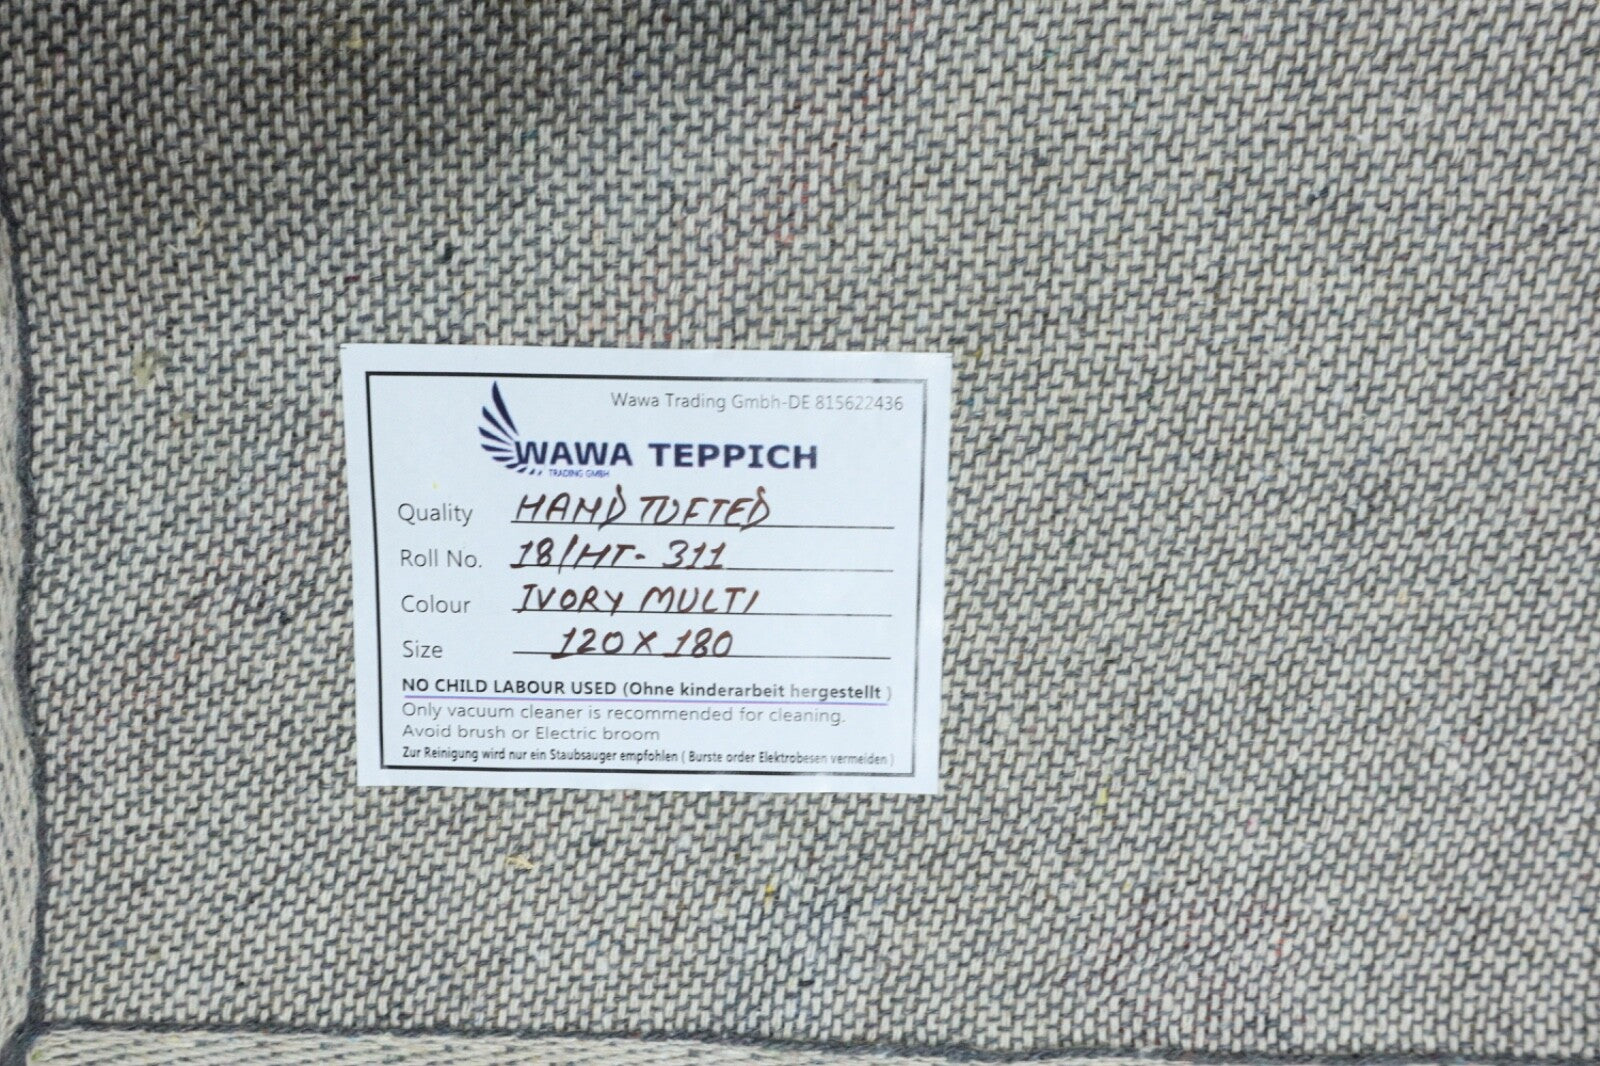 Wawa Trading Gmbh-DE 815622436
WAWA TEPPICH
TRADING GMBH
Quality HAND TUFTED
Roll No. 18/HT- 311
Colour IVORY MULTI
Size 120 X 180
NO CHILD LABOUR USED (Ohne kinderarbeit hergestellt )
Only vacuum cleaner is recommended for cleaning.
Avoid brush or Electric broom
Zur Reinigung wird nur ein Staubsauger empfohlen ( Burste order Elektrobesen vermeiden )